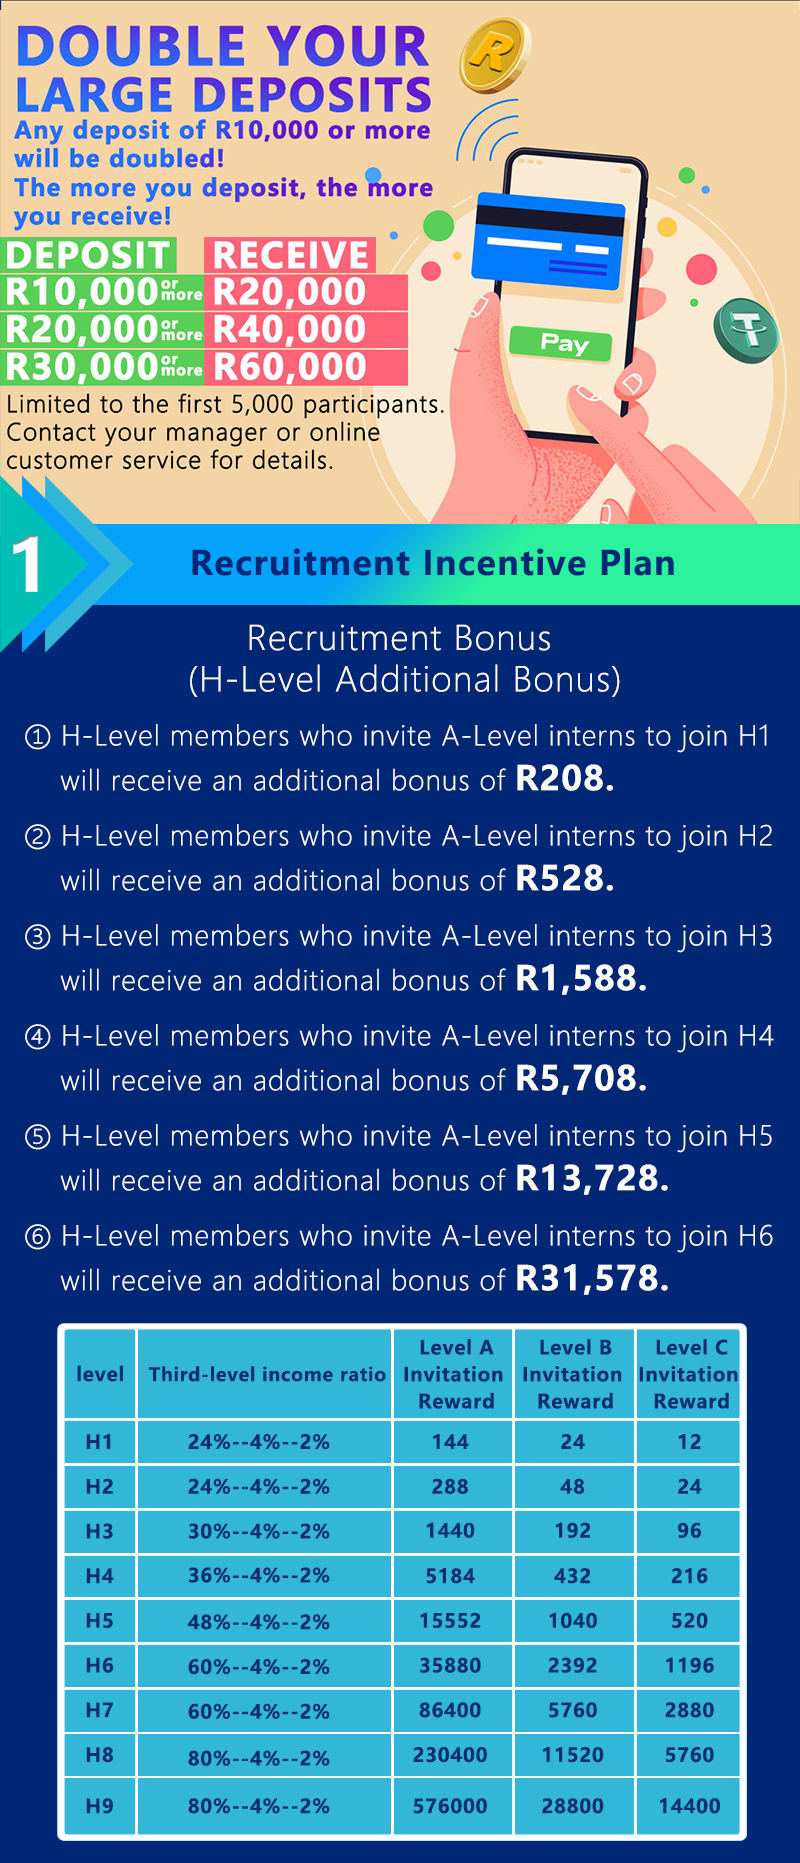 DOUBLE YOUR
LARGE DEPOSITS
Any deposit of R10,000 or more
will be doubled!
The more you deposit, the more
you receive!
DEPOSIT RECEIVE
R10,000 or more R20,000
R20,000 or more R40,000
R30,000 or more R60,000
Limited to the first 5,000 participants.
Contact your manager or online
customer service for details.
R
Pay
T
1
Recruitment Incentive Plan
Recruitment Bonus
(H-Level Additional Bonus)
① H-Level members who invite A-Level interns to join H1
will receive an additional bonus of R208.
② H-Level members who invite A-Level interns to join H2
will receive an additional bonus of R528.
③ H-Level members who invite A-Level interns to join H3
will receive an additional bonus of R1,588.
④ H-Level members who invite A-Level interns to join H4
will receive an additional bonus of R5,708.
⑤ H-Level members who invite A-Level interns to join H5
will receive an additional bonus of R13,728.
⑥ H-Level members who invite A-Level interns to join H6
will receive an additional bonus of R31,578.
level Third-level income ratio Level A Invitation Reward Level B Invitation Reward Level C Invitation Reward
H1 24%--4%--2% 144 24 12
H2 24%--4%--2% 288 48 24
H3 30%--4%--2% 1440 192 96
H4 36%--4%--2% 5184 432 216
H5 48%--4%--2% 15552 1040 520
H6 60%--4%--2% 35880 2392 1196
H7 60%--4%--2% 86400 5760 2880
H8 80%--4%--2% 230400 11520 5760
H9 80%--4%--2% 576000 28800 14400